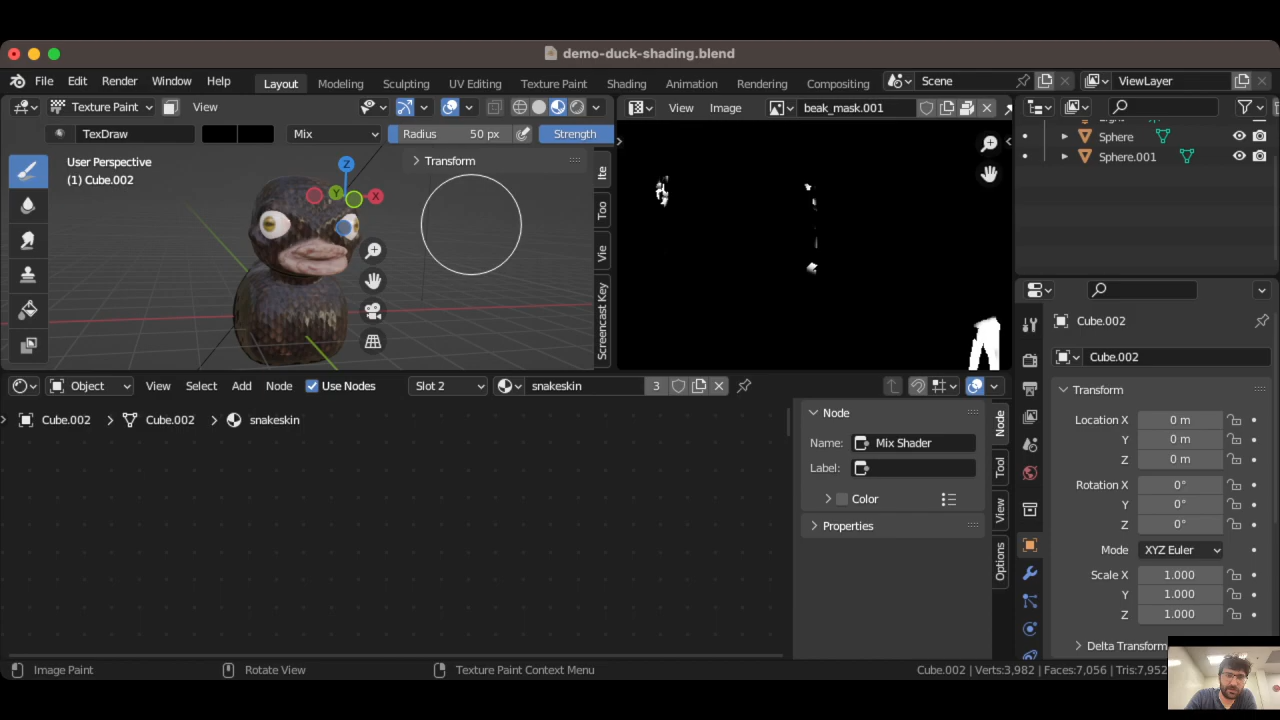 demo-duck-shading.blend
File Edit Render Window Help Layout Modeling Sculpting UV Editing Texture Paint Shading Animation Rendering Compositing Scene ViewLayer
Texture Paint View
View Image beak_mask.001
TexDraw Mix Radius 50 px Strength
User Perspective
(1) Cube.002
Transform
Z
X
Y
Ite
Too
Vie
Screencast Key
Sphere
Sphere.001
Cube.002
Cube.002
Object View Select Add Node Use Nodes Slot 2 snakeskin 3
Cube.002 > Cube.002 > snakeskin
Node
Name: Mix Shader
Label:
Color
Properties
Node
Tool
View
Options
Transform
Location X 0 m
Y 0 m
Z 0 m
Rotation X 0°
Y 0°
Z 0°
Mode XYZ Euler
Scale X 1.000
Y 1.000
Z 1.000
Delta Transform
Image Paint Rotate View Texture Paint Context Menu Cube.002 | Verts:3,982 | Faces:7,056 | Tris:7,952